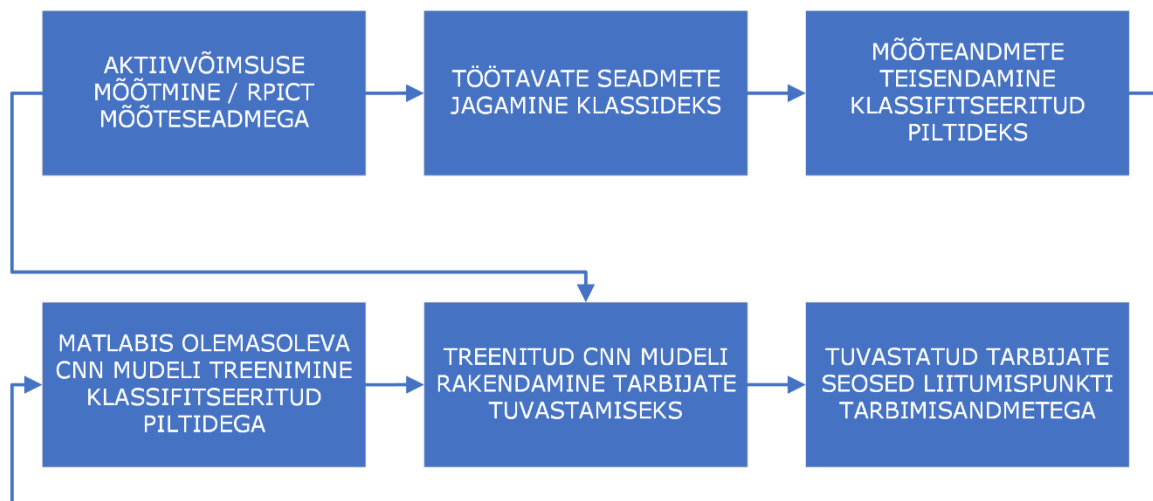 AKTIIVVÕIMSUSE
MÕÕTMINE / RPICT
MÕÕTESEADMEGA
TÖÖTAVATE SEADMETE
JAGAMINE KLASSIDEKS
MÕÕTEANDMETE
TEISENDAMINE
KLASSIFITSEERITUD
PILTIDEKS
MATLABIS OLEMASOLEVA
CNN MUDELI TREENIMINE
KLASSIFITSEERITUD
PILTIDEGA
TREENITUD CNN MUDELI
RAKENDAMINE TARBIJATE
TUVASTAMISEKS
TUVASTATUD TARBIJATE
SEOSED LIITUMISPUNKTI
TARBIMISANDMETEGA